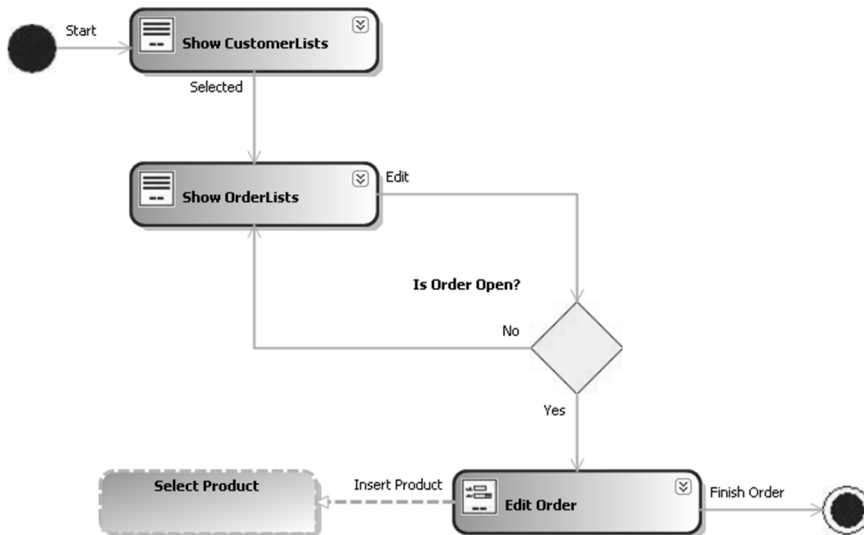 Start
Show CustomerLists
Selected
Show OrderLists
Edit
Is Order Open?
No
Yes
Select Product
Insert Product
Edit Order
Finish Order